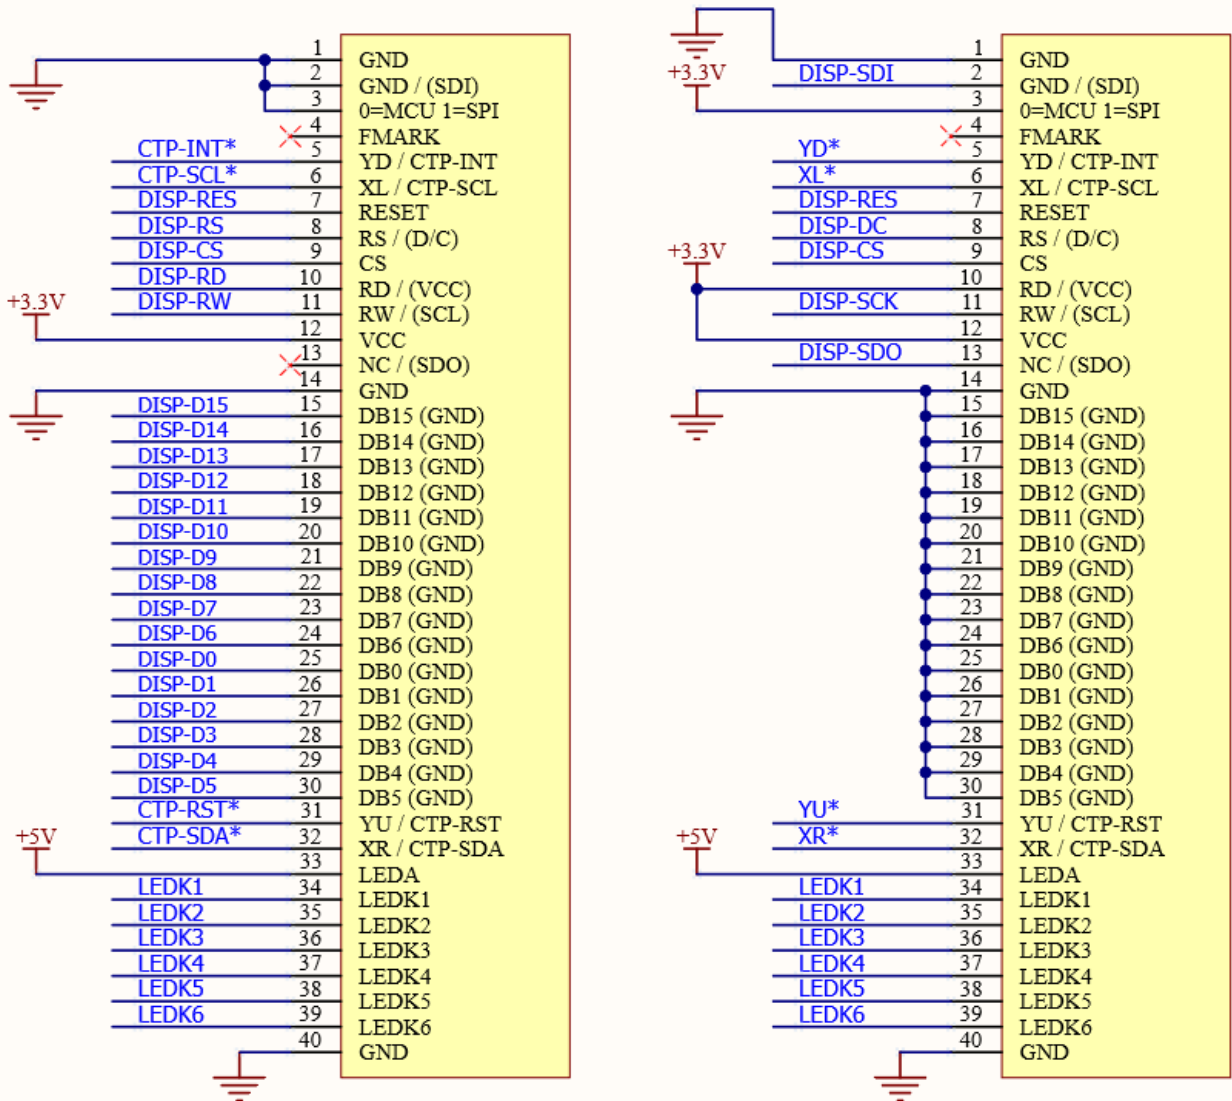 1 GND
2 GND / (SDI)
3 0=MCU 1=SPI
4 FMARK
CTP-INT* 5 YD / CTP-INT
CTP-SCL* 6 XL / CTP-SCL
DISP-RES 7 RESET
DISP-RS 8 RS / (D/C)
DISP-CS 9 CS
DISP-RD 10 RD / (VCC)
DISP-RW 11 RW / (SCL)
+3.3V
12 VCC
13 NC / (SDO)
14 GND
DISP-D15 15 DB15 (GND)
DISP-D14 16 DB14 (GND)
DISP-D13 17 DB13 (GND)
DISP-D12 18 DB12 (GND)
DISP-D11 19 DB11 (GND)
DISP-D10 20 DB10 (GND)
DISP-D9 21 DB9 (GND)
DISP-D8 22 DB8 (GND)
DISP-D7 23 DB7 (GND)
DISP-D6 24 DB6 (GND)
DISP-D0 25 DB0 (GND)
DISP-D1 26 DB1 (GND)
DISP-D2 27 DB2 (GND)
DISP-D3 28 DB3 (GND)
DISP-D4 29 DB4 (GND)
DISP-D5 30 DB5 (GND)
CTP-RST* 31 YU / CTP-RST
CTP-SDA* 32 XR / CTP-SDA
+5V
33 LEDA
LEDK1 34 LEDK1
LEDK2 35 LEDK2
LEDK3 36 LEDK3
LEDK4 37 LEDK4
LEDK5 38 LEDK5
LEDK6 39 LEDK6
40 GND
1 GND
+3.3V
DISP-SDI 2 GND / (SDI)
3 0=MCU 1=SPI
4 FMARK
YD* 5 YD / CTP-INT
XL* 6 XL / CTP-SCL
DISP-RES 7 RESET
DISP-DC 8 RS / (D/C)
DISP-CS 9 CS
+3.3V
10 RD / (VCC)
DISP-SCK 11 RW / (SCL)
12 VCC
DISP-SDO 13 NC / (SDO)
14 GND
15 DB15 (GND)
16 DB14 (GND)
17 DB13 (GND)
18 DB12 (GND)
19 DB11 (GND)
20 DB10 (GND)
21 DB9 (GND)
22 DB8 (GND)
23 DB7 (GND)
24 DB6 (GND)
25 DB0 (GND)
26 DB1 (GND)
27 DB2 (GND)
28 DB3 (GND)
29 DB4 (GND)
30 DB5 (GND)
YU* 31 YU / CTP-RST
XR* 32 XR / CTP-SDA
+5V
33 LEDA
LEDK1 34 LEDK1
LEDK2 35 LEDK2
LEDK3 36 LEDK3
LEDK4 37 LEDK4
LEDK5 38 LEDK5
LEDK6 39 LEDK6
40 GND